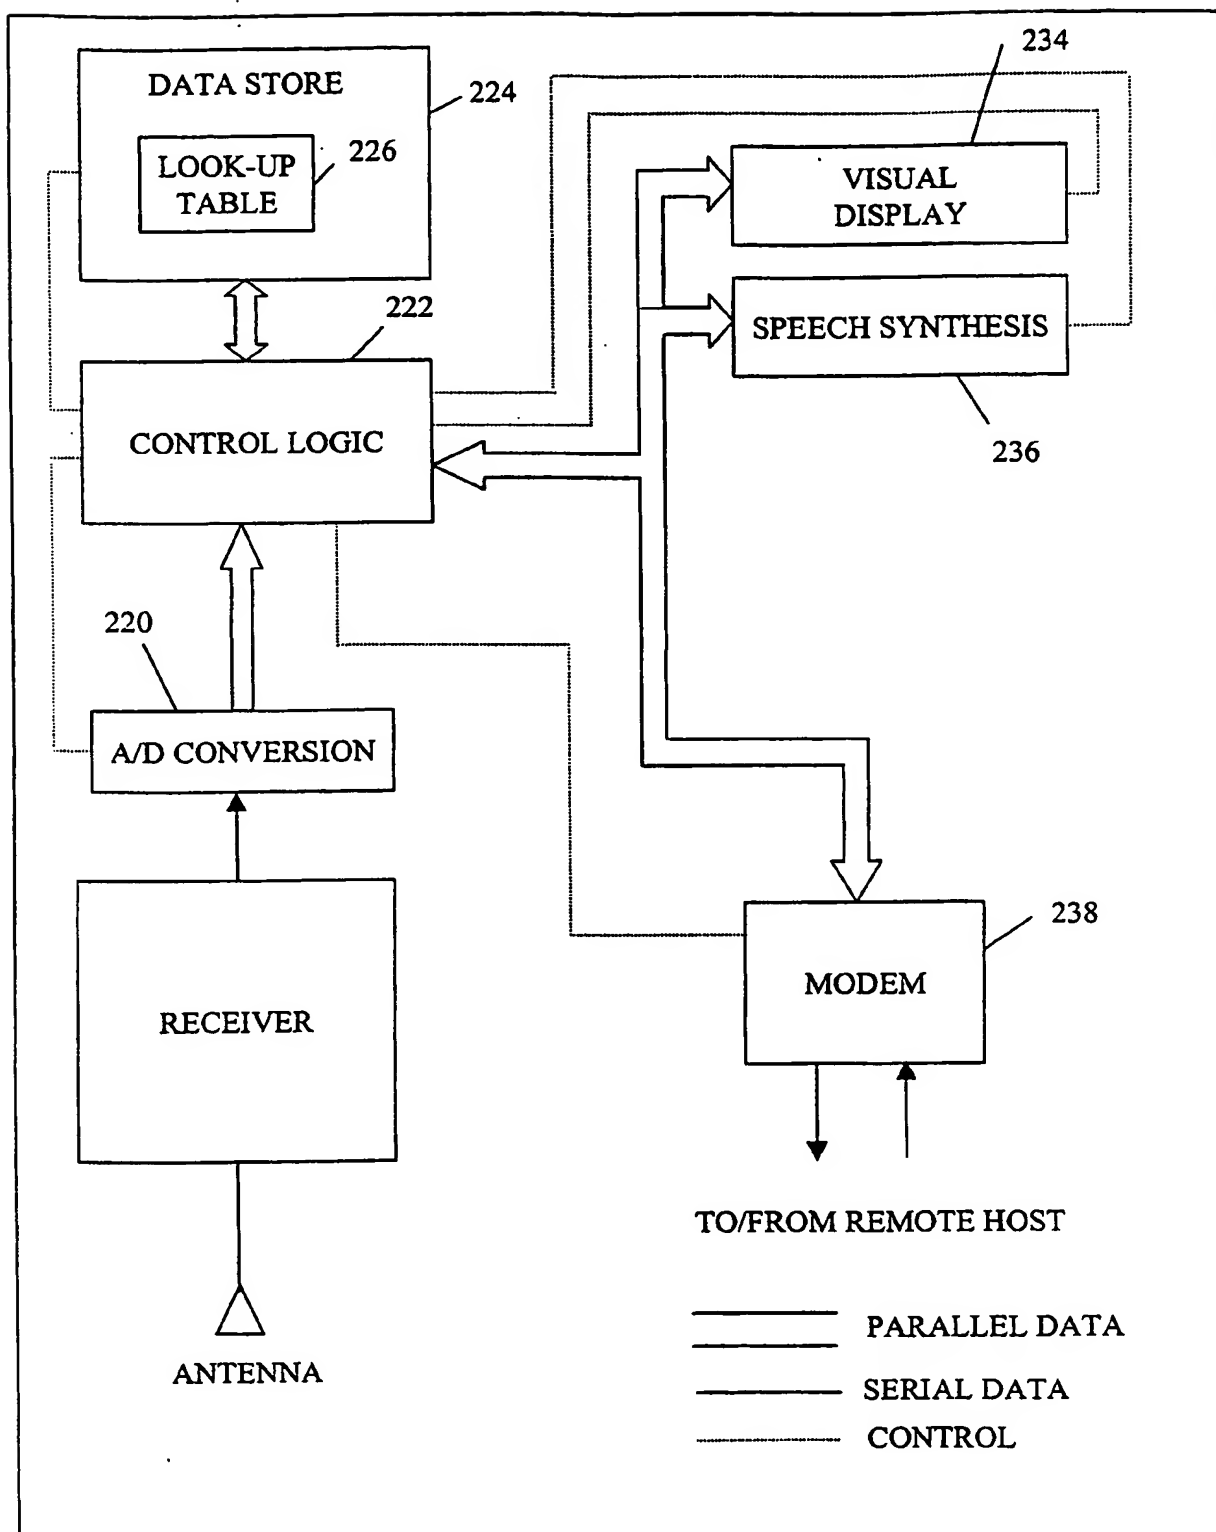 DATA STORE
224
LOOK-UP
TABLE
226
234
VISUAL
DISPLAY
SPEECH SYNTHESIS
236
222
CONTROL LOGIC
220
A/D CONVERSION
RECEIVER
ANTENNA
238
MODEM
TO/FROM REMOTE HOST
PARALLEL DATA
SERIAL DATA
CONTROL